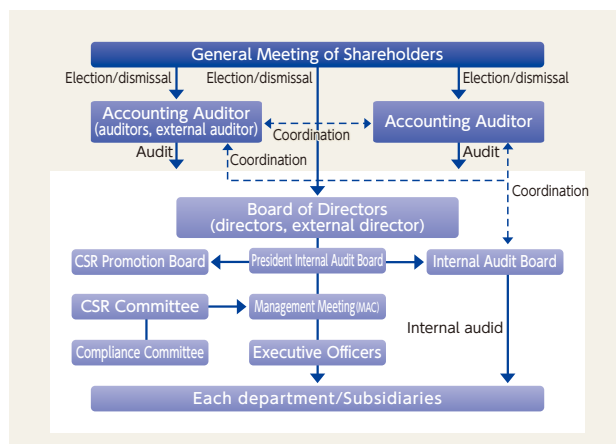 General Meeting of Shareholders
Election/dismissal
Election/dismissal
Election/dismissal
Accounting Auditor
(auditors, external auditor)
Accounting Auditor
Coordination
Audit
Audit
Coordination
Coordination
Board of Directors
(directors, external director)
CSR Promotion Board
President Internal Audit Board
Internal Audit Board
CSR Committee
Management Meeting(MAC)
Internal audid
Compliance Committee
Executive Officers
Each department/Subsidiaries